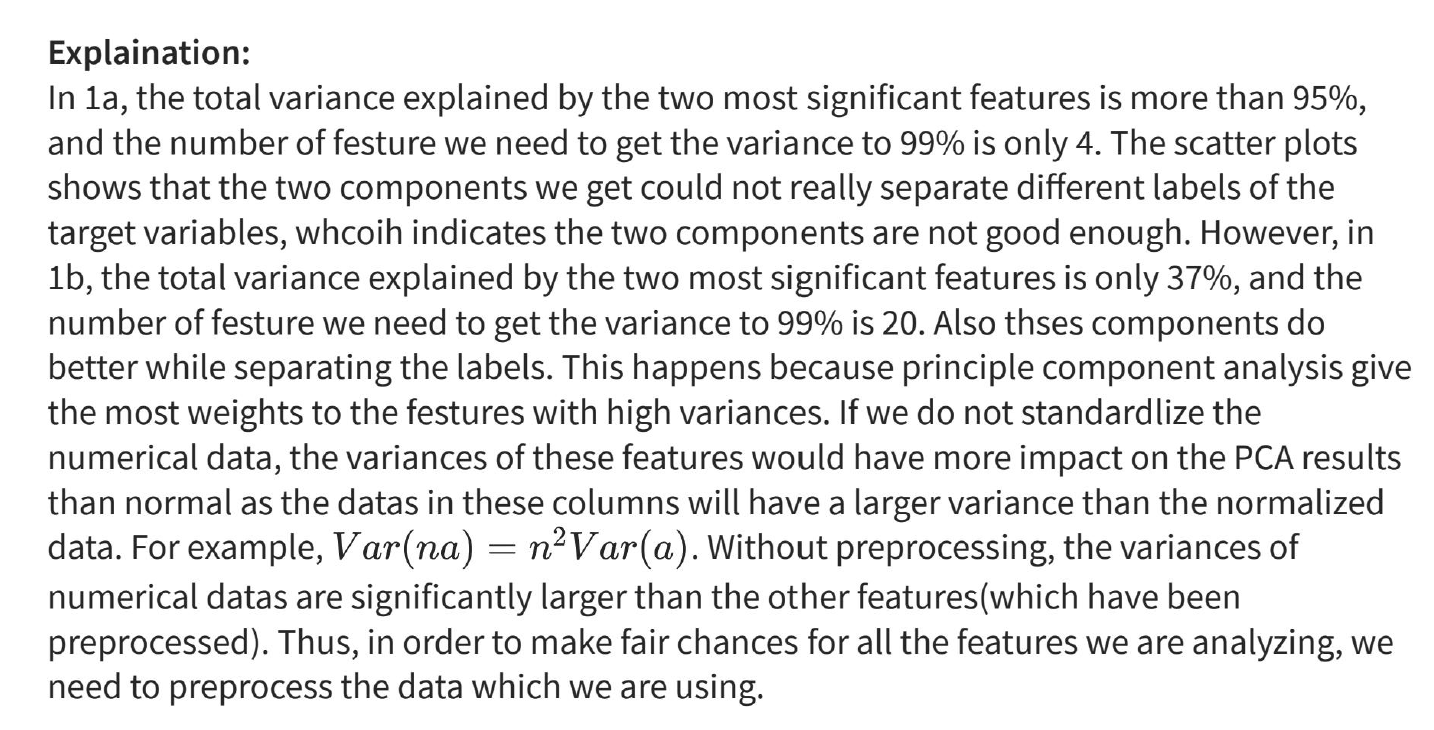 Explaination:
In 1a, the total variance explained by the two most significant features is more than 95%,
and the number of festure we need to get the variance to 99% is only 4. The scatter plots
shows that the two components we get could not really separate different labels of the
target variables, whcoih indicates the two components are not good enough. However, in
1b, the total variance explained by the two most significant features is only 37%, and the
number of festure we need to get the variance to 99% is 20. Also thses components do
better while separating the labels. This happens because principle component analysis give
the most weights to the festures with high variances. If we do not standardlize the
numerical data, the variances of these features would have more impact on the PCA results
than normal as the datas in these columns will have a larger variance than the normalized
data. For example, Var(na) = n²Var(a). Without preprocessing, the variances of
numerical datas are significantly larger than the other features(which have been
preprocessed). Thus, in order to make fair chances for all the features we are analyzing, we
need to preprocess the data which we are using.